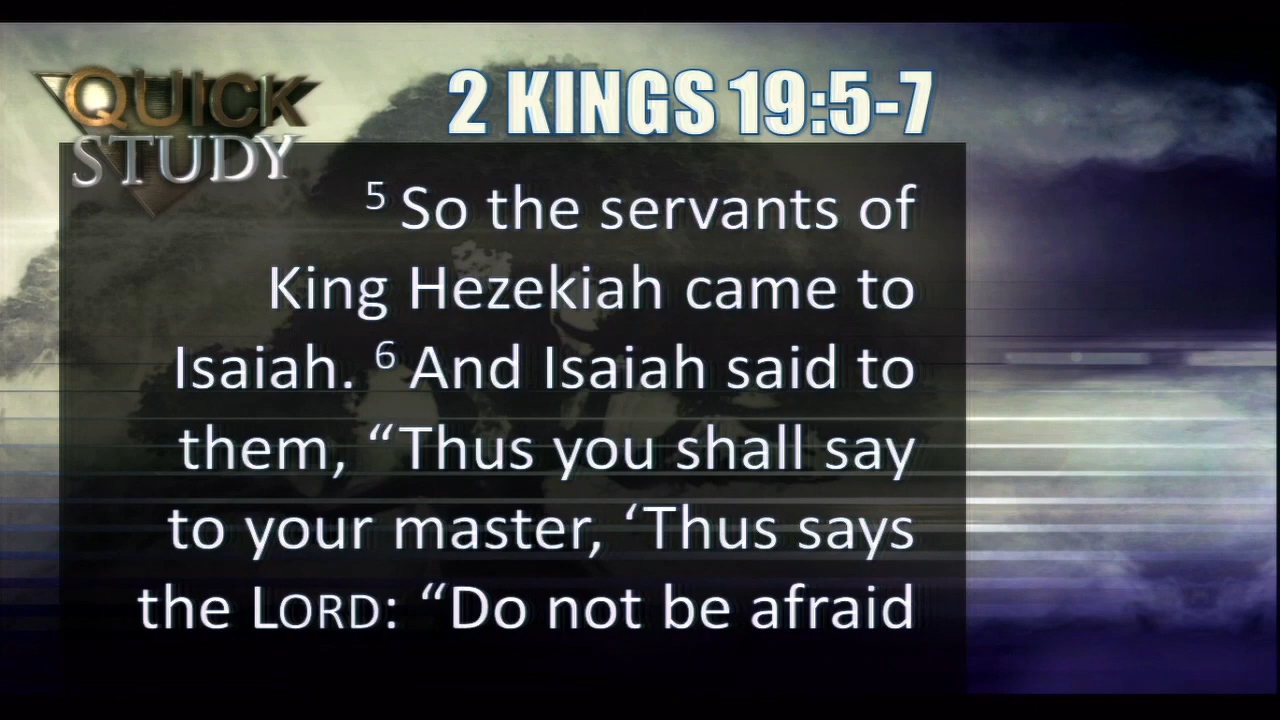 QUICK
STUDY
2 KINGS 19:5-7
5 So the servants of
King Hezekiah came to
Isaiah. 6 And Isaiah said to
them, “Thus you shall say
to your master, ‘Thus says
the LORD: “Do not be afraid